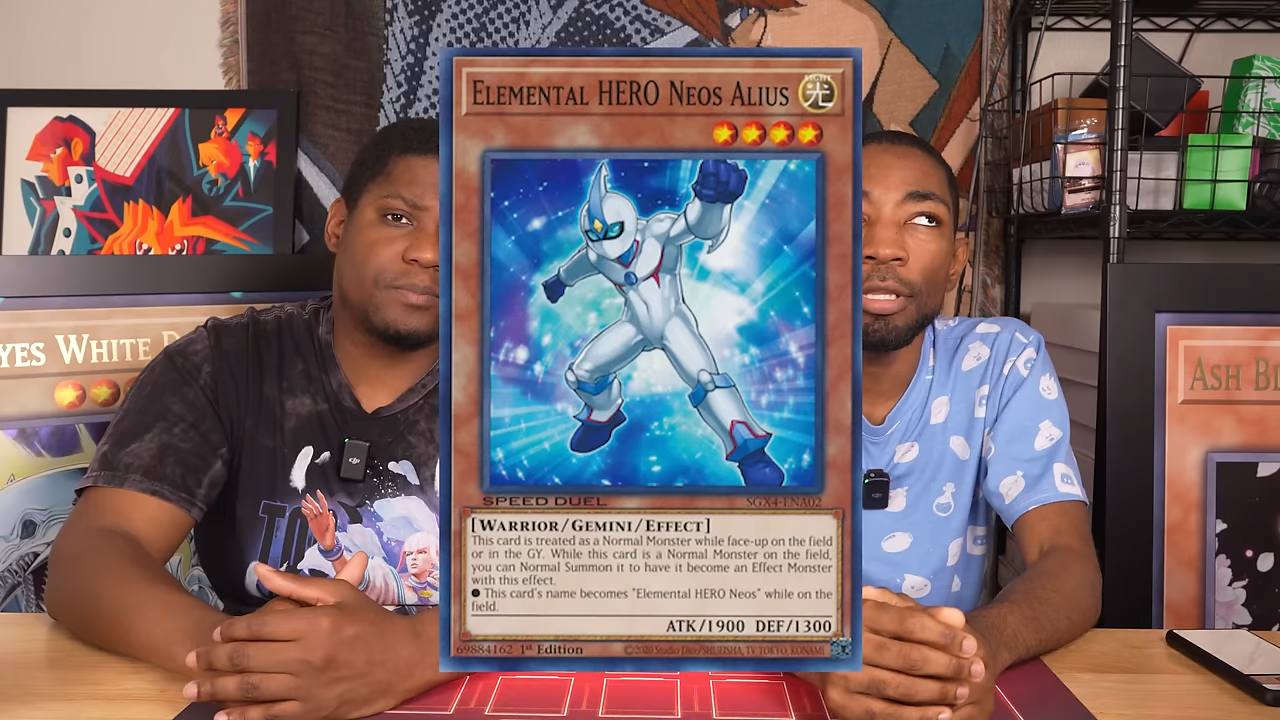 ELEMENTAL HERO NEOS ALIUS
LIGHT
光
SPEED DUEL
SGX4-ENA02
[WARRIOR/GEMINI/EFFECT]
This card is treated as a Normal Monster while face-up on the field
or in the GY. While this card is a Normal Monster on the field,
you can Normal Summon it to have it become an Effect Monster
with this effect.
● This card's name becomes "Elemental HERO Neos" while on the
field.
ATK/1900 DEF/1300
69884162 1st Edition
©2020 Studio Dice/SHUEISHA, TV TOKYO, KONAMI
YES WHITE
ASH B
TO
dji